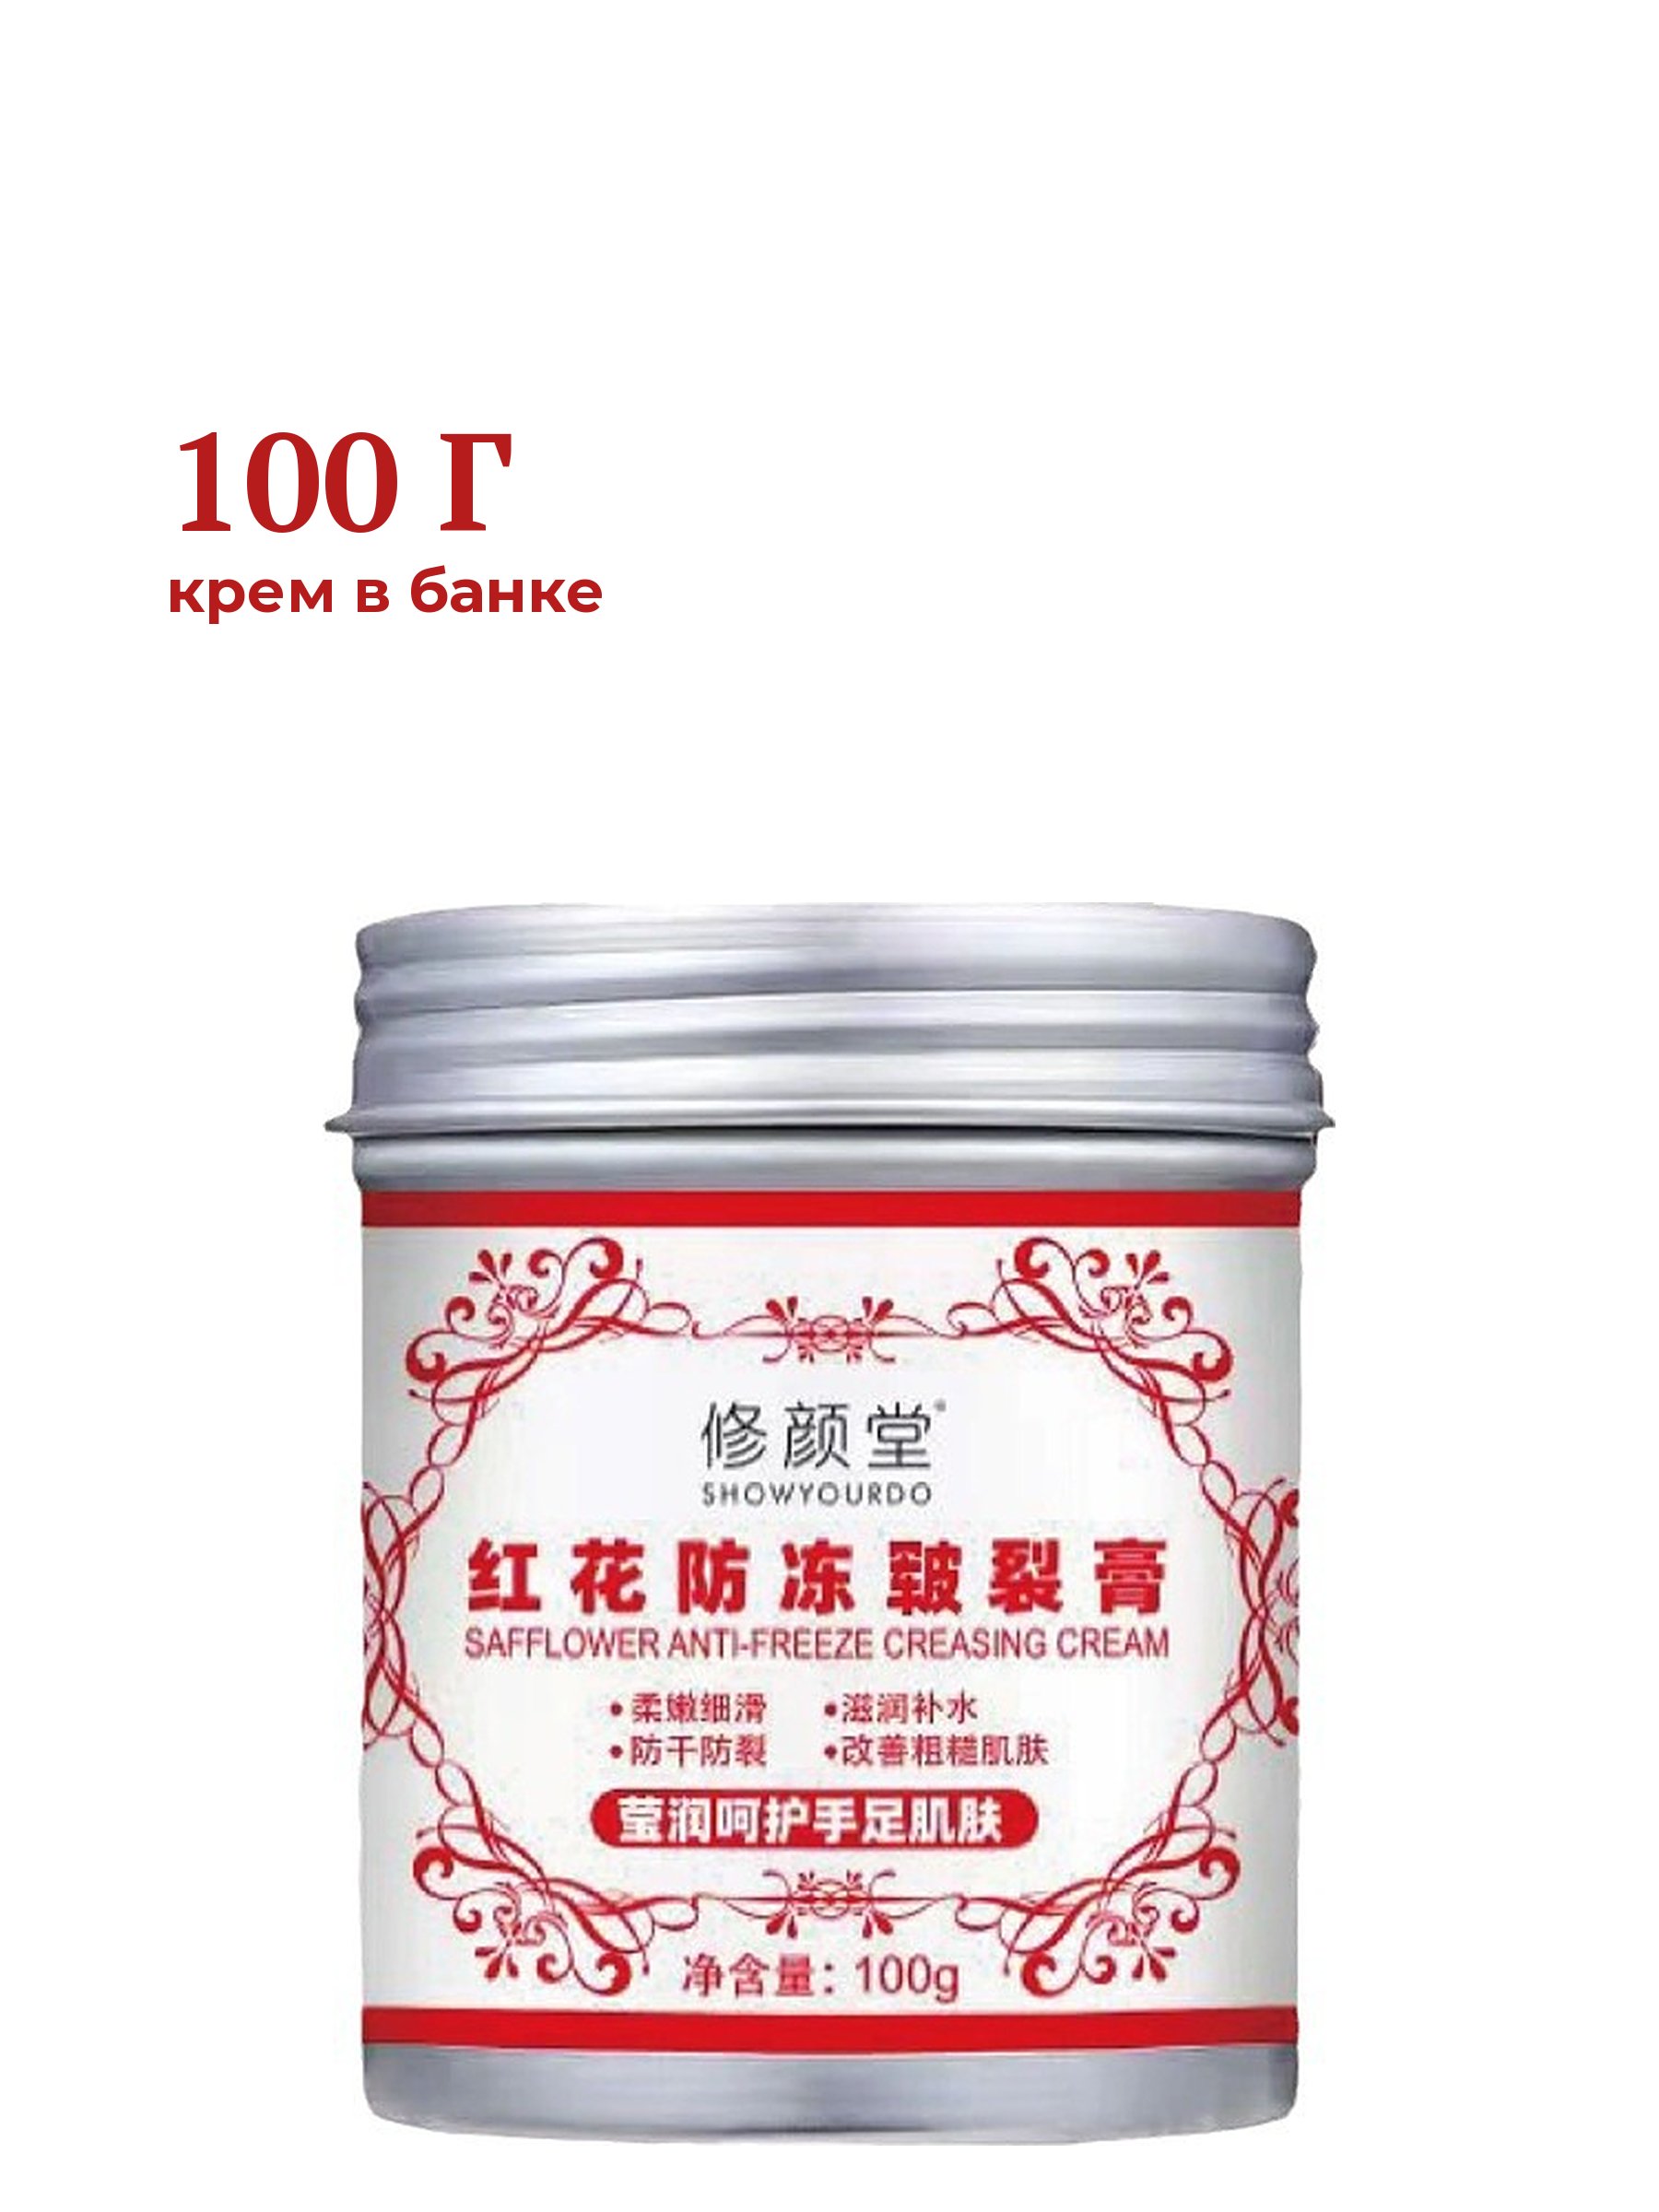 100 Г
крем в банке
修颜堂®
SHOWYOURDO
红花防冻皲裂膏
SAFFLOWER ANTI-FREEZE CREASING CREAM
•柔嫩细滑 •滋润补水
•防干防裂 •改善粗糙肌肤
莹润呵护手足肌肤
净含量：100g